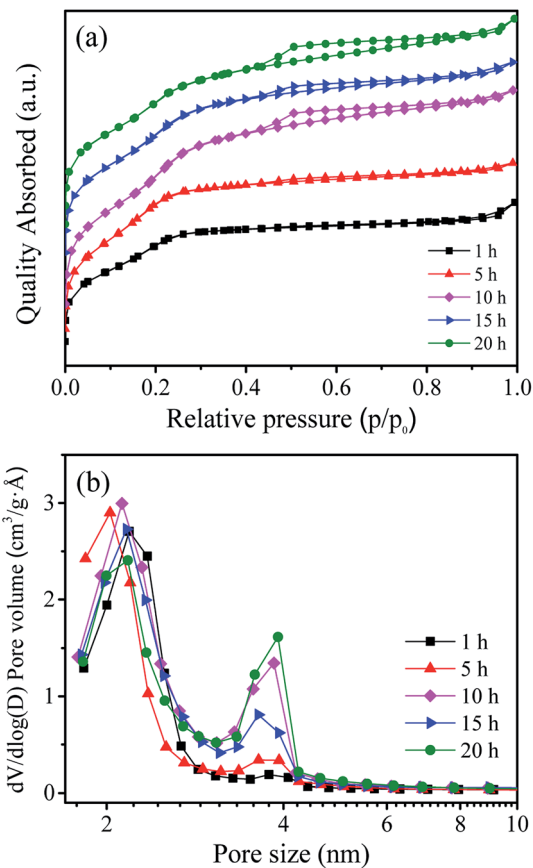 (a)
Quality Absorbed (a.u.)
1 h
5 h
10 h
15 h
20 h
0.0 0.2 0.4 0.6 0.8 1.0
Relative pressure (p/p₀)
(b)
dV/dlog(D) Pore volume (cm³/g·Å)
3
2
1
0
1 h
5 h
10 h
15 h
20 h
2 4 6 8 10
Pore size (nm)